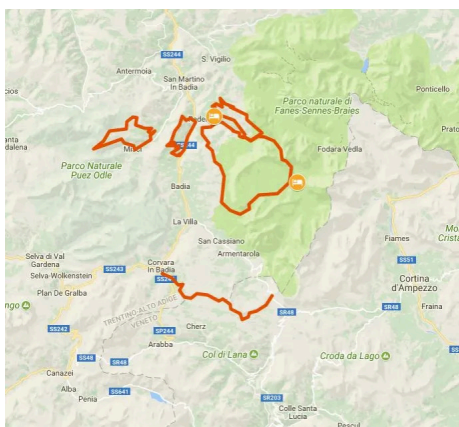 SS244
S. Vigilio
Antermoia
San Martino
In Badia
Ponticello
Parco naturale di
Fanes-Sennes-Braies
Fodara Vedla
Parco Naturale
Puez Odle
Badia
La Villa
San Cassiano
Armentarola
Fiames
SS51
Selva di Val
Gardena
Selva-Wolkenstein
Plan De Gralba
SS243
Corvara
In Badia
Cortina
d'Ampezzo
SR48
Fraina
TRENTINO-ALTO ADIGE
VENETO
SS242
SP244
Cherz
Arabba
SR48
SS48
SR48
Col di Lana
Croda da Lago
Canazei
Alba
Penia
SS641
SR203
Colle Santa
Lucia
Pescul